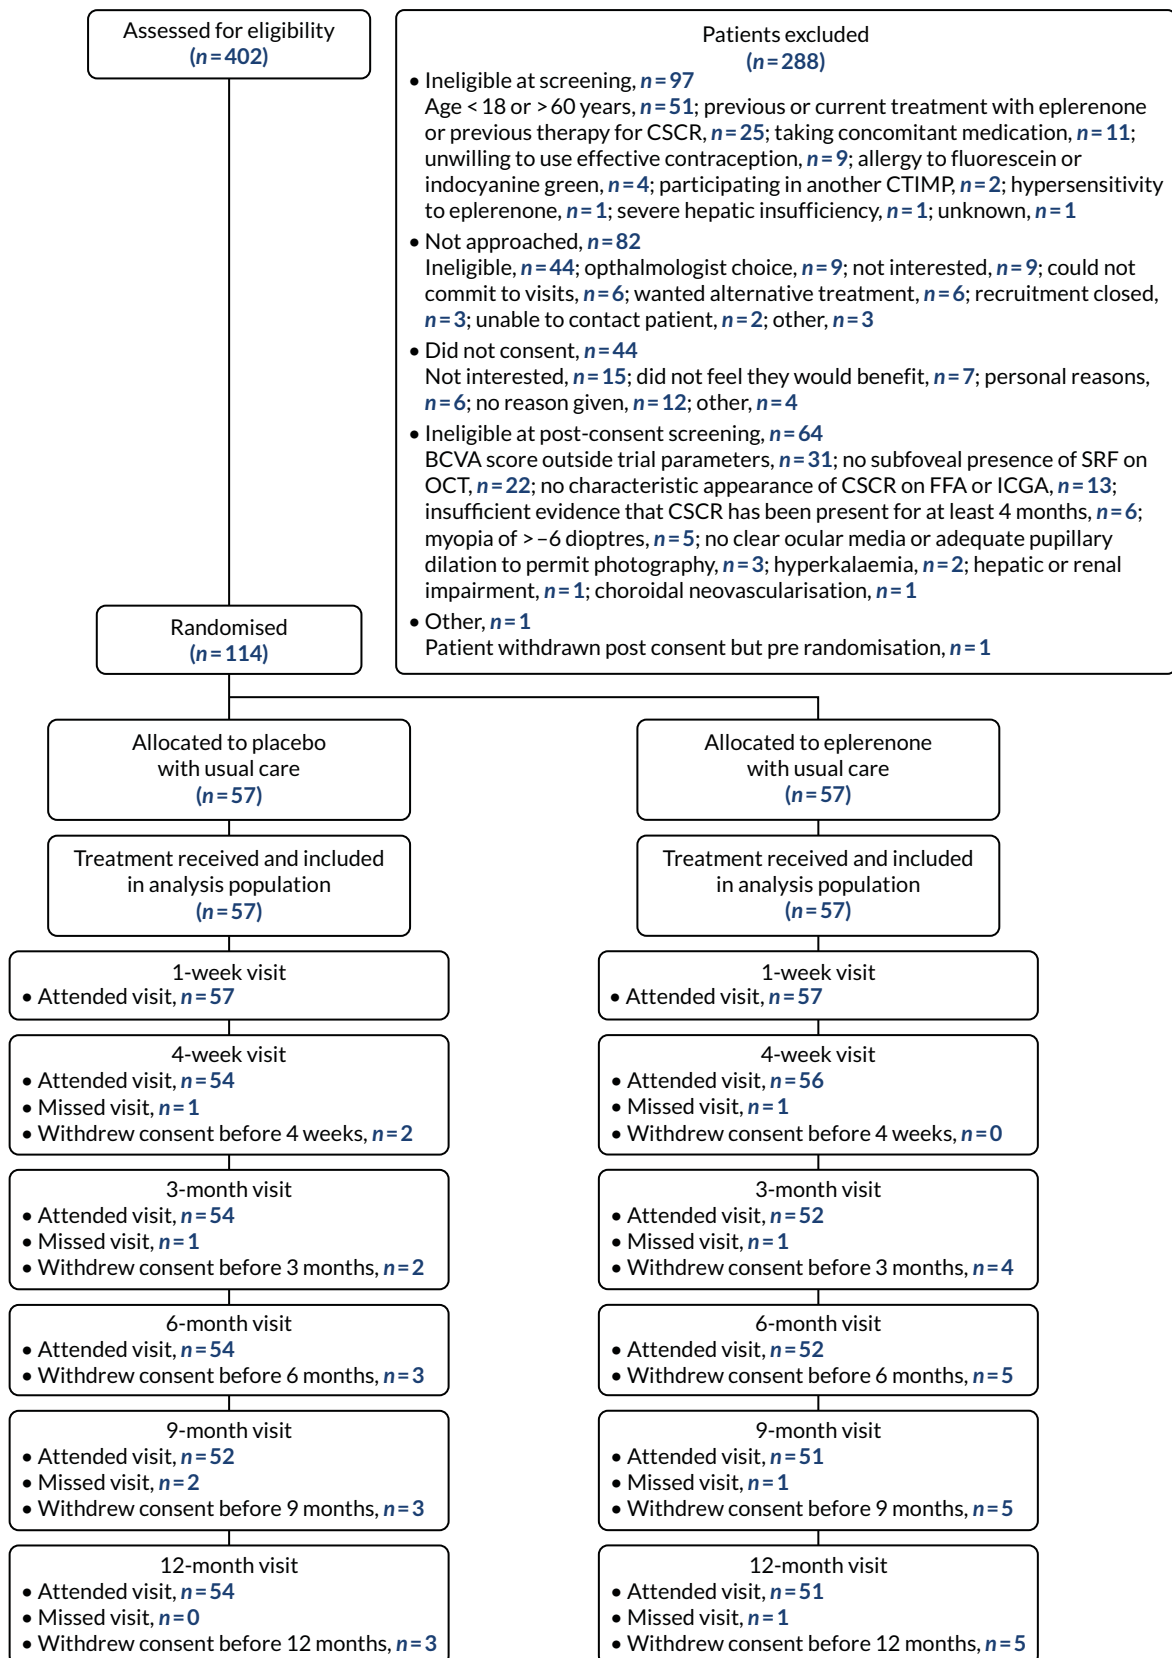 Assessed for eligibility
(n=402)
Patients excluded
(n=288)
• Ineligible at screening, n=97
Age <18 or >60 years, n=51; previous or current treatment with eplerenone
or previous therapy for CSCR, n=25; taking concomitant medication, n=11;
unwilling to use effective contraception, n=9; allergy to fluorescein or
indocyanine green, n=4; participating in another CTIMP, n=2; hypersensitivity
to eplerenone, n=1; severe hepatic insufficiency, n=1; unknown, n=1
• Not approached, n=82
Ineligible, n=44; opthalmologist choice, n=9; not interested, n=9; could not
commit to visits, n=6; wanted alternative treatment, n=6; recruitment closed,
n=3; unable to contact patient, n=2; other, n=3
• Did not consent, n=44
Not interested, n=15; did not feel they would benefit, n=7; personal reasons,
n=6; no reason given, n=12; other, n=4
• Ineligible at post-consent screening, n=64
BCVA score outside trial parameters, n=31; no subfoveal presence of SRF on
OCT, n=22; no characteristic appearance of CSCR on FFA or ICGA, n=13;
insufficient evidence that CSCR has been present for at least 4 months, n=6;
myopia of >–6 dioptres, n=5; no clear ocular media or adequate pupillary
dilation to permit photography, n=3; hyperkalaemia, n=2; hepatic or renal
impairment, n=1; choroidal neovascularisation, n=1
• Other, n=1
Patient withdrawn post consent but pre randomisation, n=1
Randomised
(n=114)
Allocated to placebo
with usual care
(n=57)
Treatment received and included
in analysis population
(n=57)
1-week visit
• Attended visit, n=57
4-week visit
• Attended visit, n=54
• Missed visit, n=1
• Withdrew consent before 4 weeks, n=2
3-month visit
• Attended visit, n=54
• Missed visit, n=1
• Withdrew consent before 3 months, n=2
6-month visit
• Attended visit, n=54
• Withdrew consent before 6 months, n=3
9-month visit
• Attended visit, n=52
• Missed visit, n=2
• Withdrew consent before 9 months, n=3
12-month visit
• Attended visit, n=54
• Missed visit, n=0
• Withdrew consent before 12 months, n=3
Allocated to eplerenone
with usual care
(n=57)
Treatment received and included
in analysis population
(n=57)
1-week visit
• Attended visit, n=57
4-week visit
• Attended visit, n=56
• Missed visit, n=1
• Withdrew consent before 4 weeks, n=0
3-month visit
• Attended visit, n=52
• Missed visit, n=1
• Withdrew consent before 3 months, n=4
6-month visit
• Attended visit, n=52
• Withdrew consent before 6 months, n=5
9-month visit
• Attended visit, n=51
• Missed visit, n=1
• Withdrew consent before 9 months, n=5
12-month visit
• Attended visit, n=51
• Missed visit, n=1
• Withdrew consent before 12 months, n=5